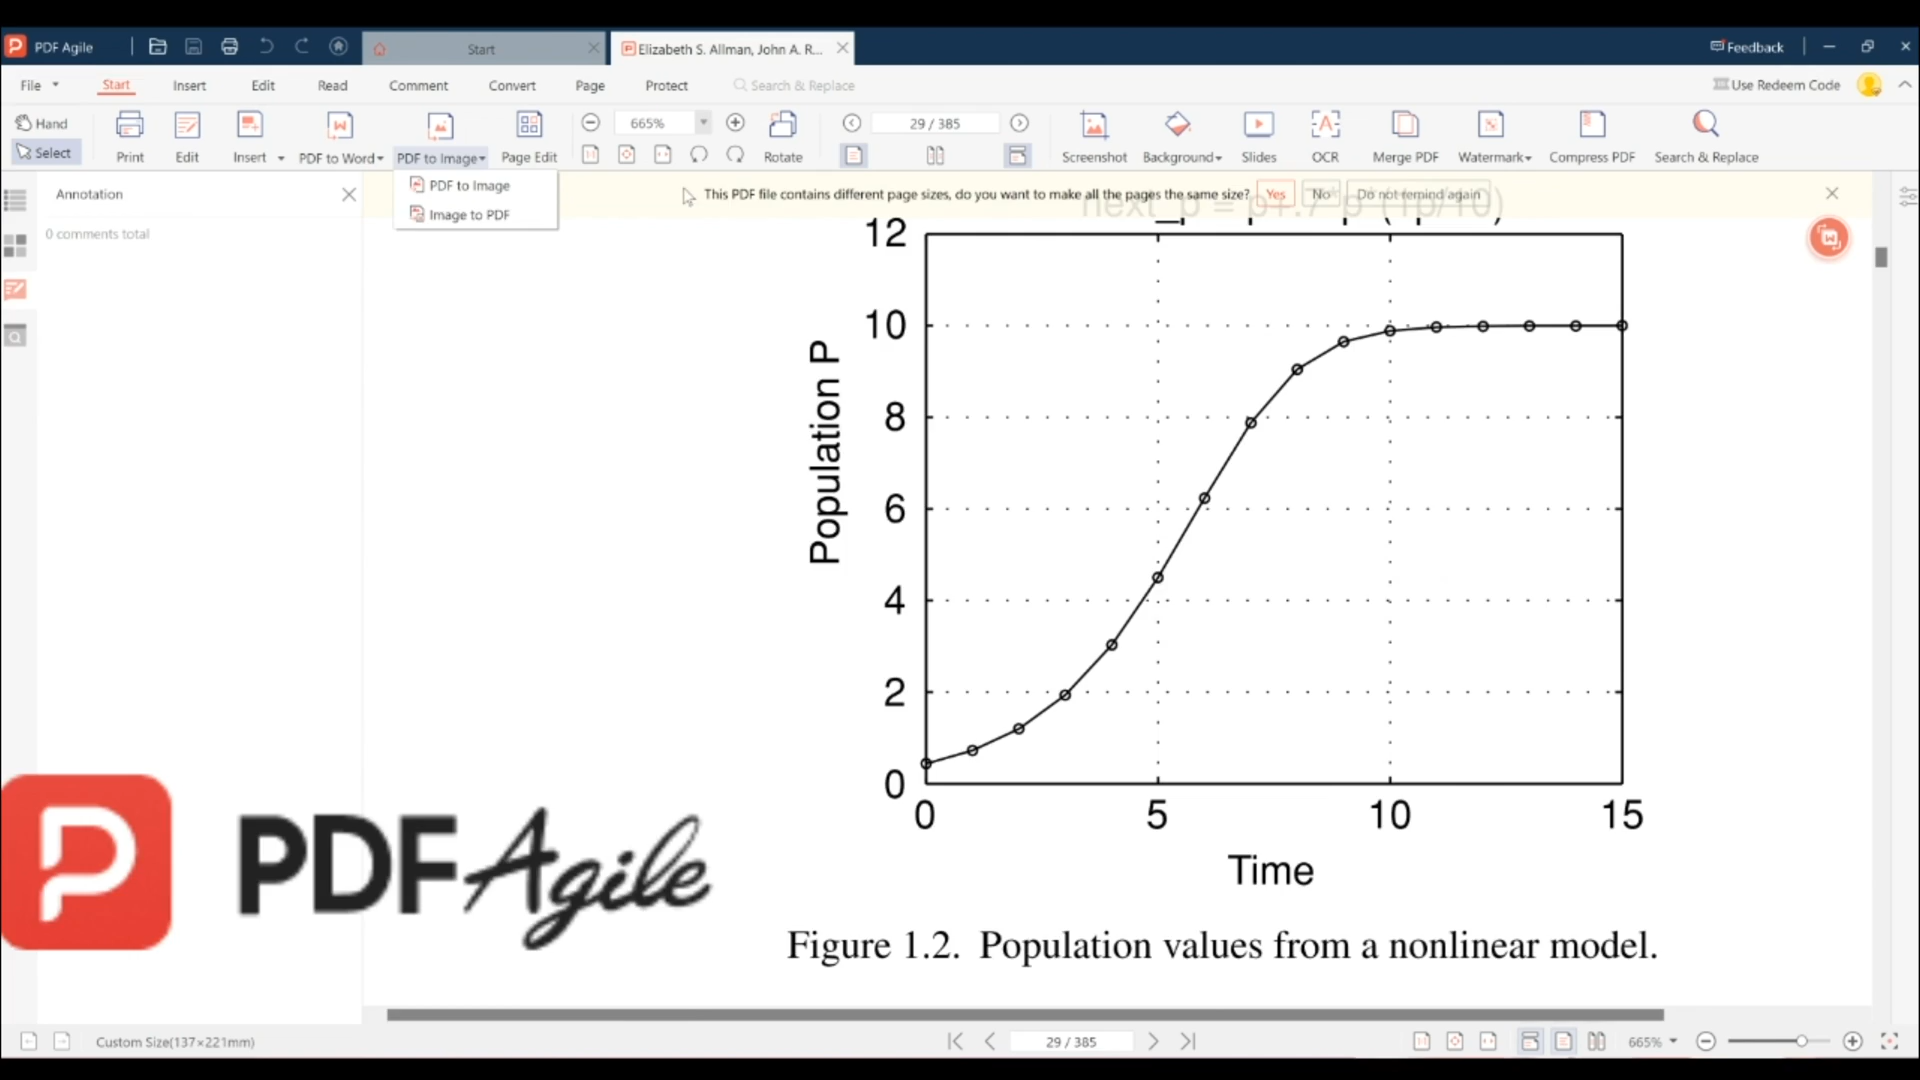 PDF Agile
Start
Elizabeth S. Allman, John A. R...
Feedback
File
Start
Insert
Edit
Read
Comment
Convert
Page
Protect
Search & Replace
Use Redeem Code
Hand
Select
Print
Edit
Insert
PDF to Word
PDF to Image
Page Edit
665%
Rotate
29 / 385
Screenshot
Background
Slides
OCR
Merge PDF
Watermark
Compress PDF
Search & Replace
PDF to Image
Image to PDF
Annotation
0 comments total
This PDF file contains different page sizes, do you want to make all the pages the same size? Yes No Do not remind again
12
10
8
6
4
2
0
Population P
0 5 10 15
Time
Figure 1.2. Population values from a nonlinear model.
PDF Agile
Custom Size(137×221mm)
29 / 385
665%